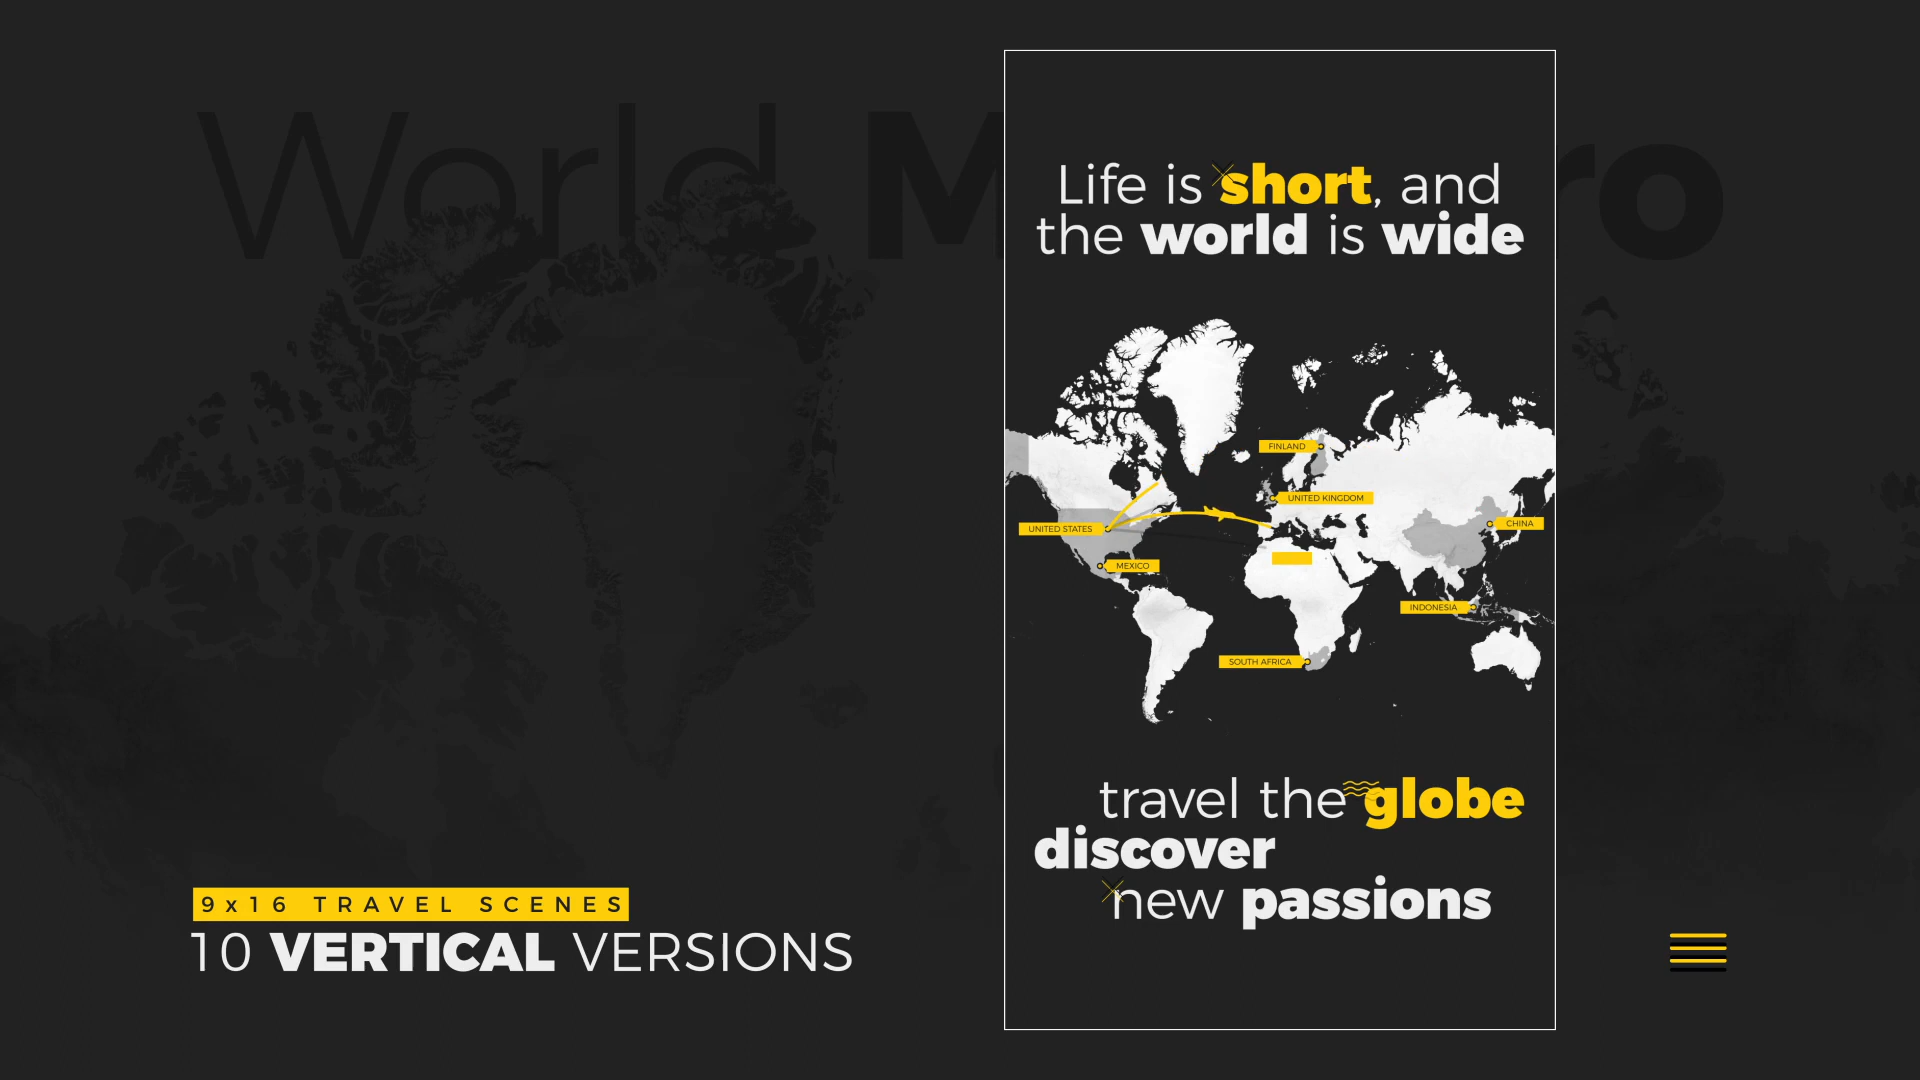 World M ro
Life is short, and
the world is wide
FINLAND
UNITED KINGDOM
CHINA
UNITED STATES
MEXICO
INDONESIA
SOUTH AFRICA
travel the globe
discover
new passions
9x16 TRAVEL SCENES
10 VERTICAL VERSIONS